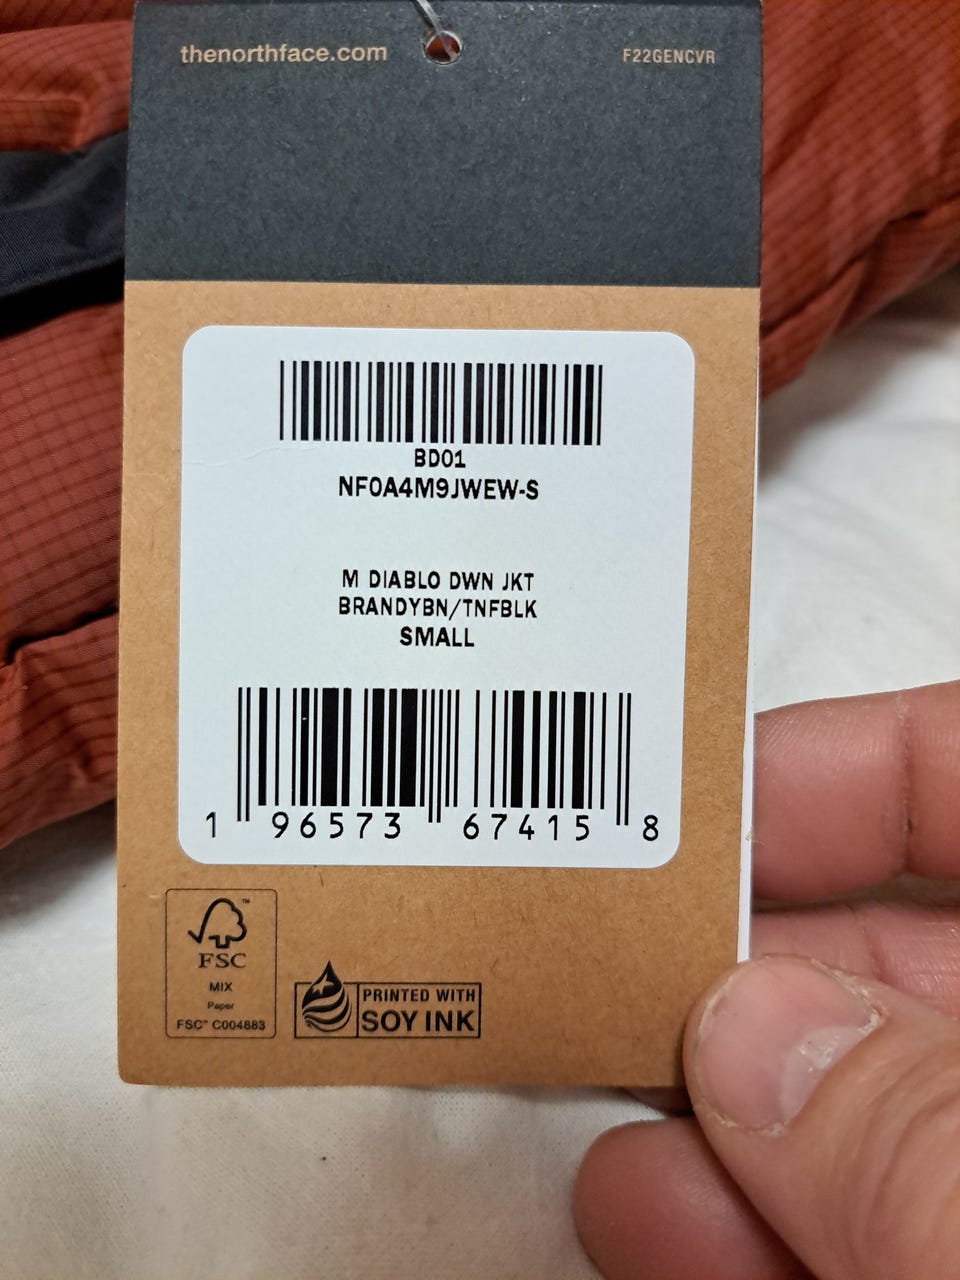 thenorthface.com F22GENCVR
BD01
NF0A4M9JWEW-S
M DIABLO DWN JKT
BRANDYBN/TNFBLK
SMALL
1 96573 67415 8
FSC
MIX
Paper
FSC™ C004883
PRINTED WITH
SOY INK